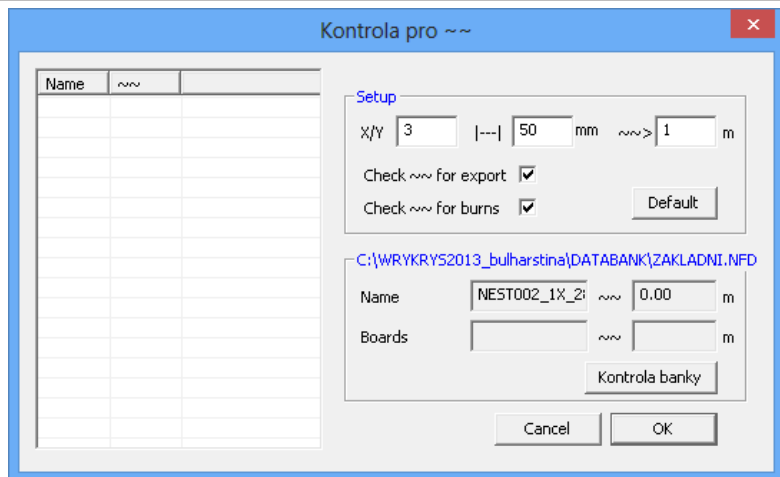 Kontrola pro ~~
Name ~~
Setup
X/Y 3 |---| 50 mm ~~> 1 m
Check ~~ for export
Check ~~ for burns
Default
C:\WRYKRYS2013_bulharstina\DATABANK\ZAKLADNI.NFD
Name NEST002_1X_2 ~~ 0.00 m
Boards ~~ m
Kontrola banky
Cancel OK